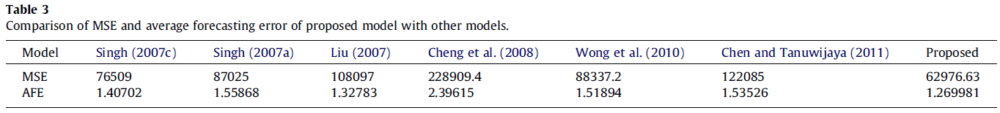 Table 3
Comparison of MSE and average forecasting error of proposed model with other models.
Model Singh (2007c) Singh (2007a) Liu (2007) Cheng et al. (2008) Wong et al. (2010) Chen and Tanuwijaya (2011) Proposed
MSE 76509 87025 108097 228909.4 88337.2 122085 62976.63
AFE 1.40702 1.55868 1.32783 2.39615 1.51894 1.53526 1.269981